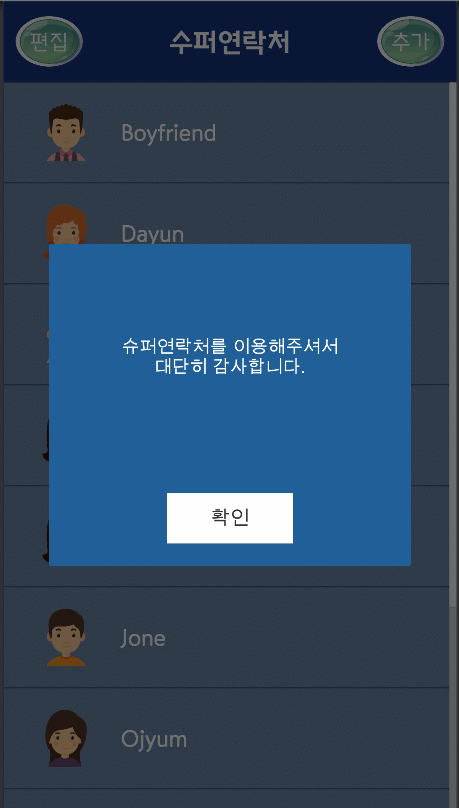 편집
수퍼연락처
추가
Boyfriend
Dayun
슈퍼연락처를 이용해주셔서
대단히 감사합니다.
확인
Jone
Ojyum